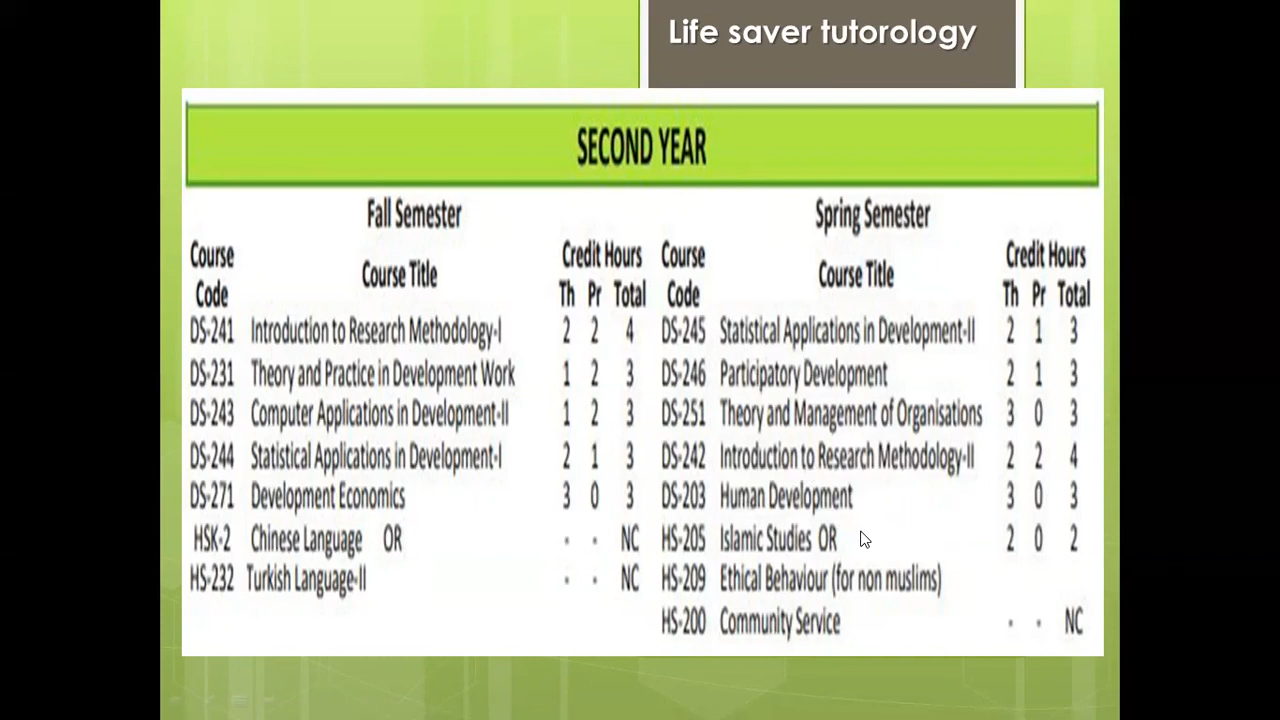 Life saver tutorology
SECOND YEAR
Fall Semester
Course Code Course Title Credit Hours Th Pr Total
DS-241 Introduction to Research Methodology-I 2 2 4
DS-231 Theory and Practice in Development Work 1 2 3
DS-243 Computer Applications in Development-II 1 2 3
DS-244 Statistical Applications in Development-I 2 1 3
DS-271 Development Economics 3 0 3
HSK-2 Chinese Language OR - - NC
HS-232 Turkish Language-II - - NC
Spring Semester
Course Code Course Title Credit Hours Th Pr Total
DS-245 Statistical Applications in Development-II 2 1 3
DS-246 Participatory Development 2 1 3
DS-251 Theory and Management of Organisations 3 0 3
DS-242 Introduction to Research Methodology-II 2 2 4
DS-203 Human Development 3 0 3
HS-205 Islamic Studies OR 2 0 2
HS-209 Ethical Behaviour (for non muslims)
HS-200 Community Service - - NC